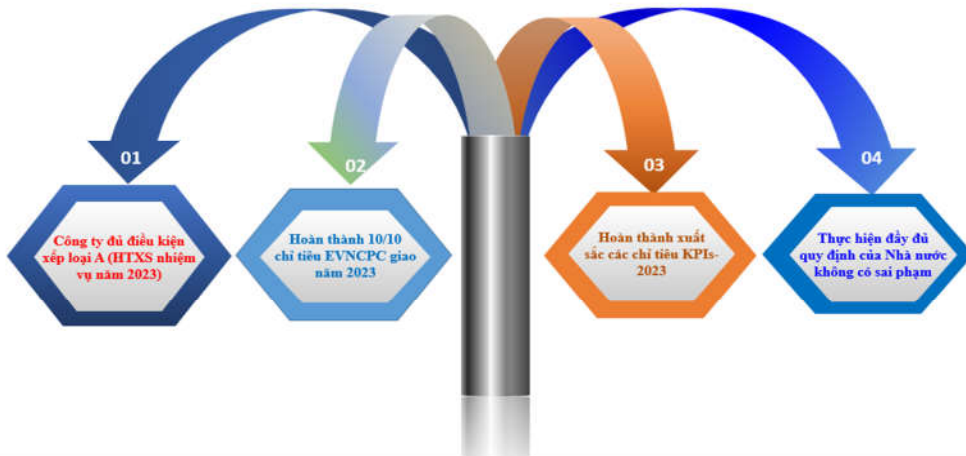 01
02
03
04
Công ty đủ điều kiện
xếp loại A (HTXS nhiệm
vụ năm 2023)
Hoàn thành 10/10
chỉ tiêu EVNCPC giao
năm 2023
Hoàn thành xuất
sắc các chỉ tiêu KPIs-
2023
Thực hiện đầy đủ
quy định của Nhà nước
không có sai phạm